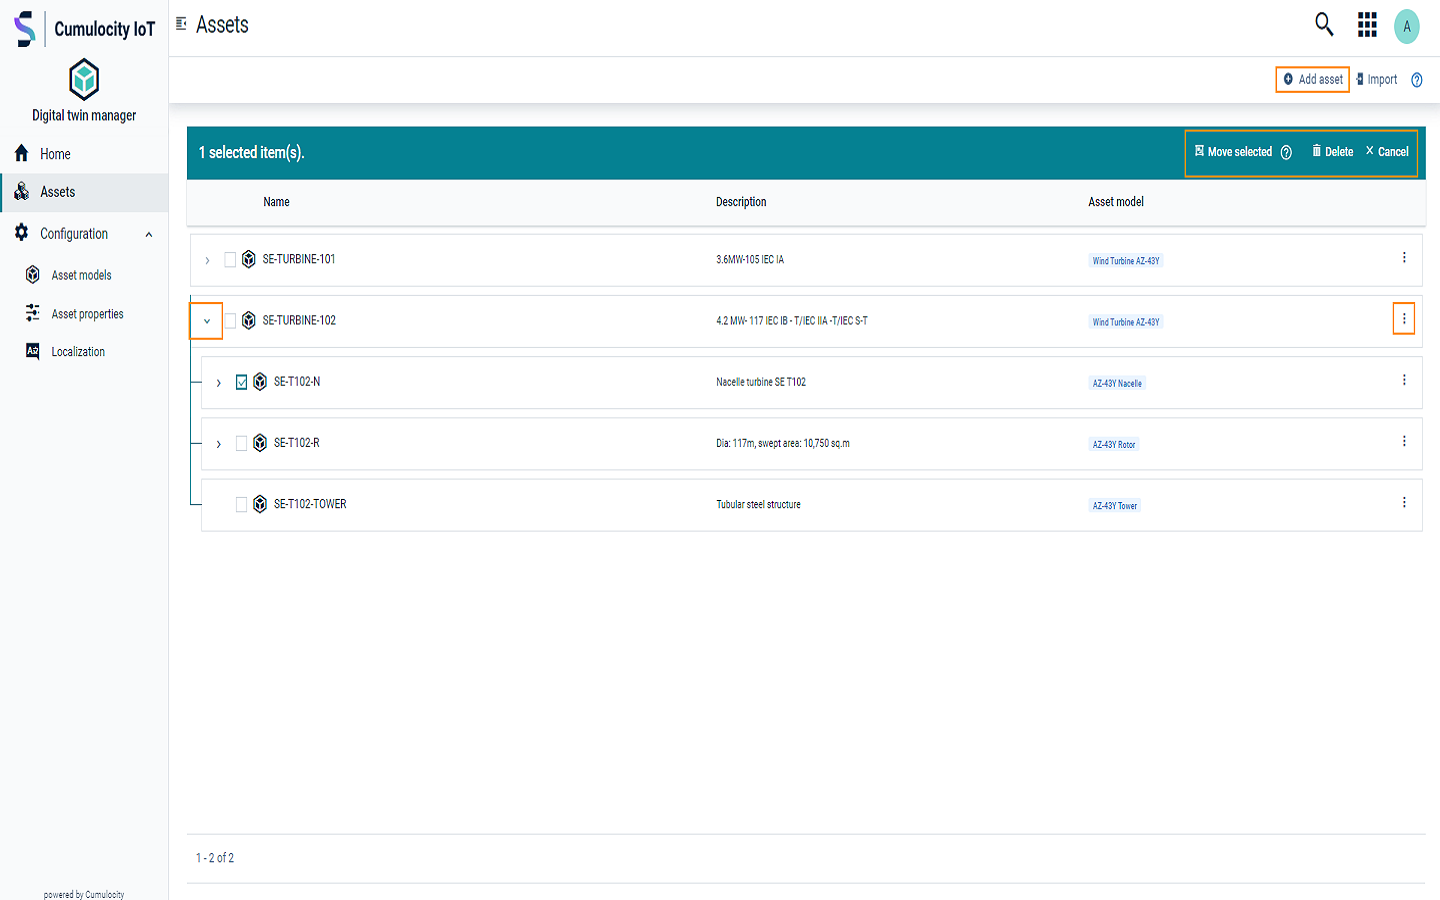 Cumulocity IoT
Assets
A
Digital twin manager
Add asset
Import
?
Home
Assets
Configuration
Asset models
Asset properties
Localization
1 selected item(s).
Move selected
?
Delete
Cancel
Name
Description
Asset model
SE-TURBINE-101
3.6MW-105 IEC IA
Wind Turbine AZ-43Y
SE-TURBINE-102
4.2 MW- 117 IEC IB - T/IEC IIA -T/IEC S-T
Wind Turbine AZ-43Y
SE-T102-N
Nacelle turbine SE T102
AZ-43Y Nacelle
SE-T102-R
Dia: 117m, swept area: 10,750 sq.m
AZ-43Y Rotor
SE-T102-TOWER
Tubular steel structure
AZ-43Y Tower
1 - 2 of 2
powered by Cumulocity